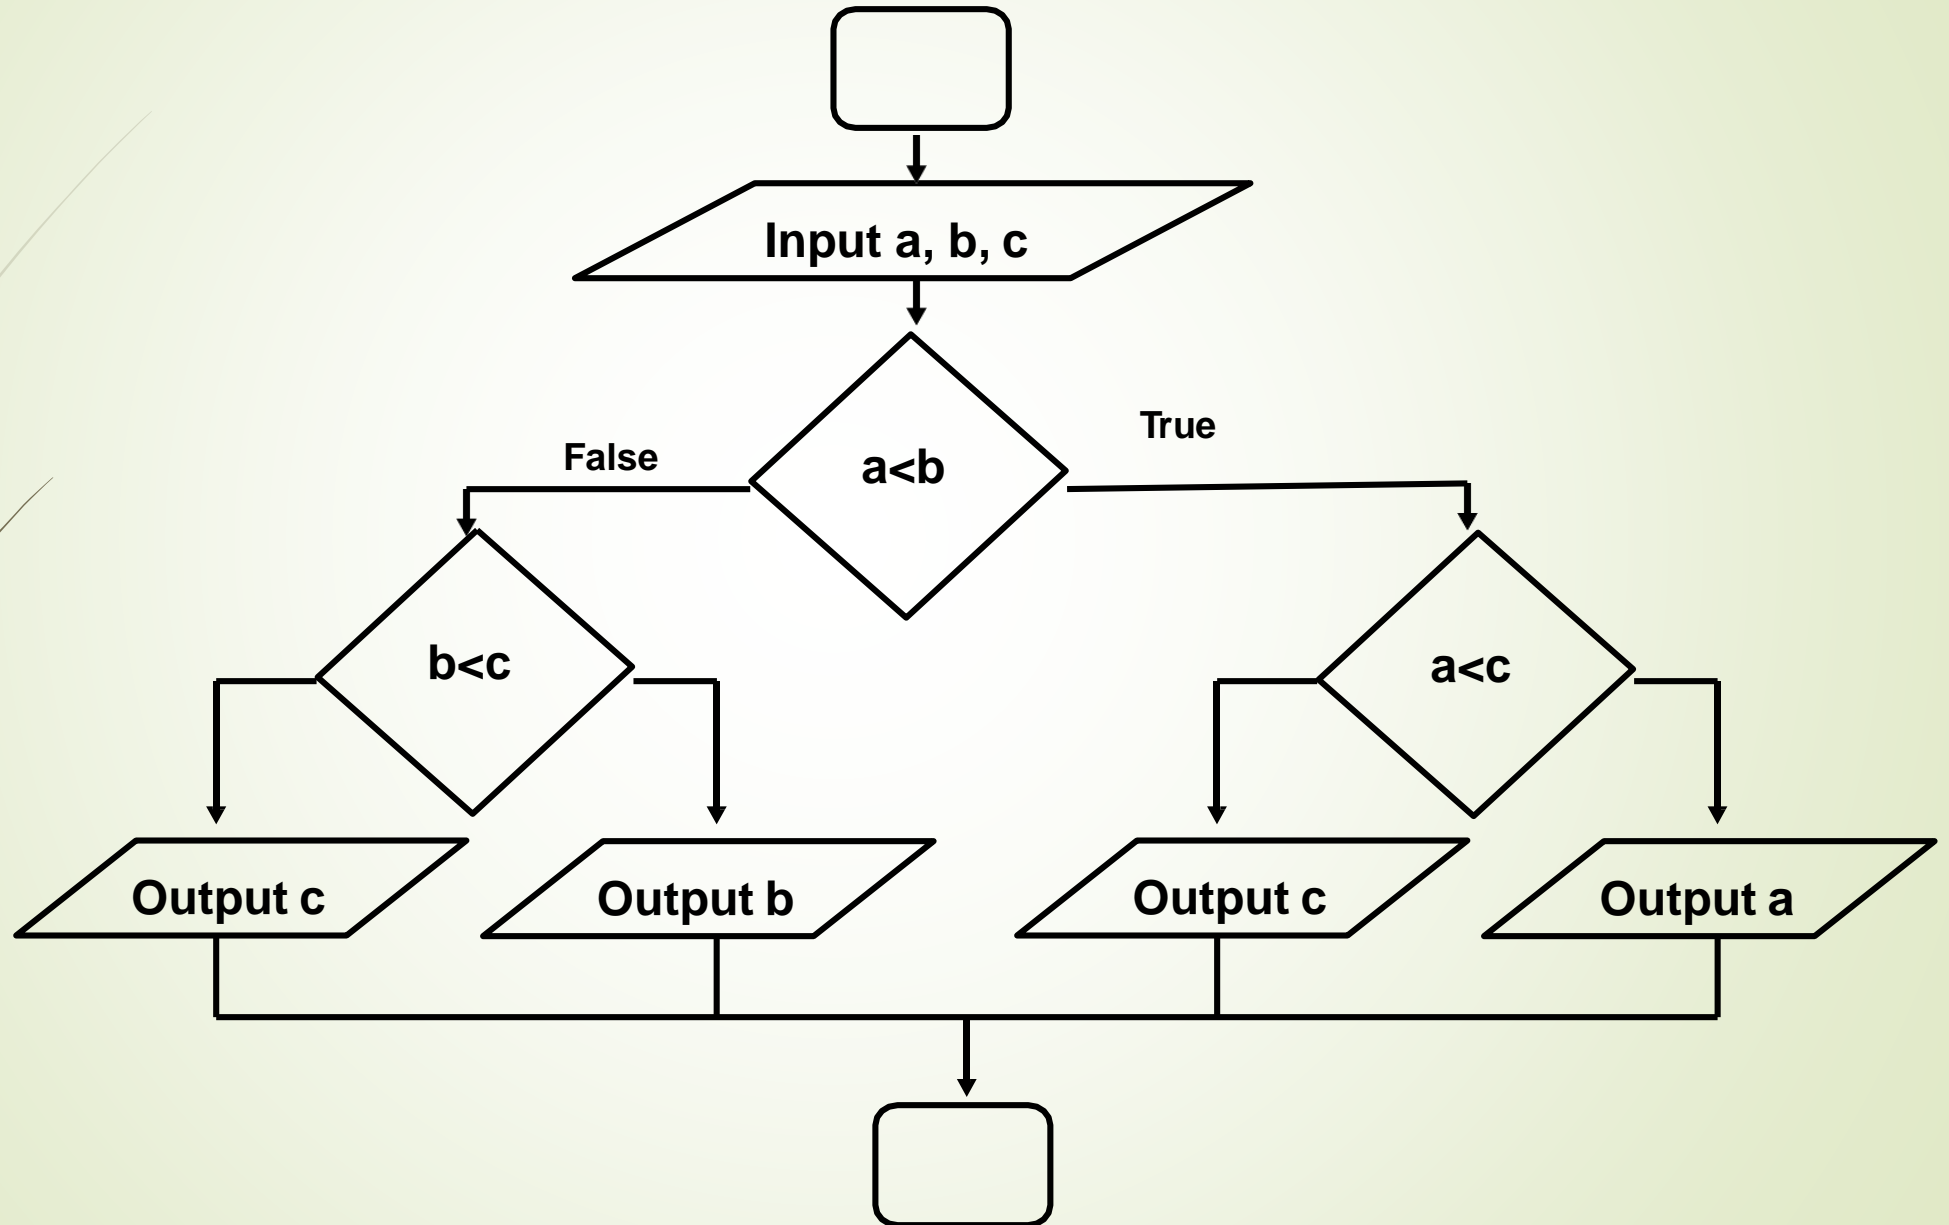 Input a, b, c
a<b
False
True
b<c
a<c
Output c
Output b
Output c
Output a